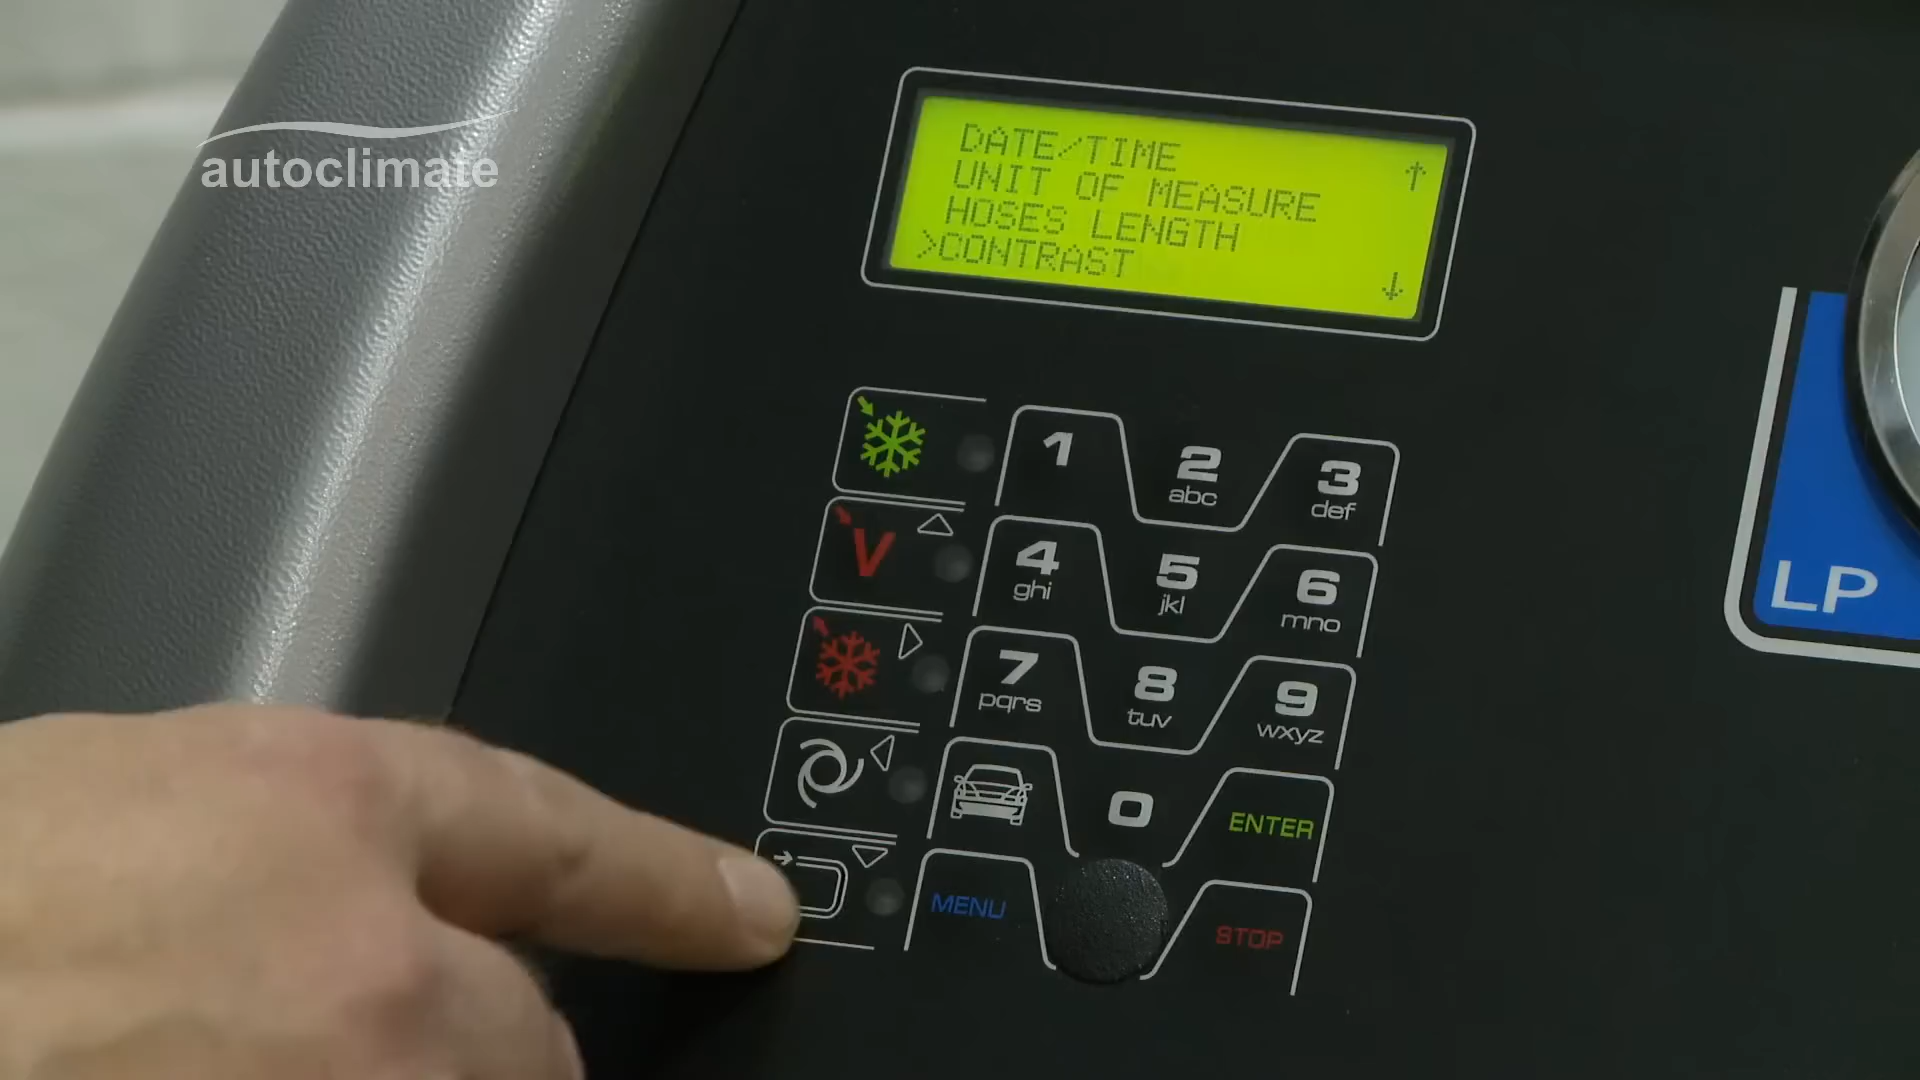 autoclimate
DATE/TIME
UNIT OF MEASURE
HOSES LENGTH
>CONTRAST
1
2
abc
3
def
V
4
ghi
5
jkl
6
mno
7
pqrs
8
tuv
9
wxyz
0
ENTER
MENU
STOP
LP